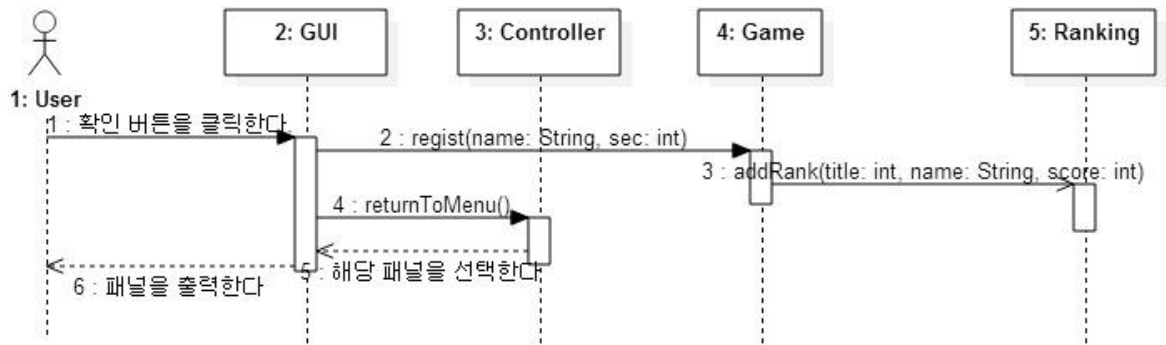 2: GUI
3: Controller
4: Game
5: Ranking
1: User
1 : 확인 버튼을 클릭한다
2 : regist(name: String, sec: int)
3 : addRank(title: int, name: String, score: int)
4 : returnToMenu()
5 : 해당 패널을 선택한다
6 : 패널을 출력한다